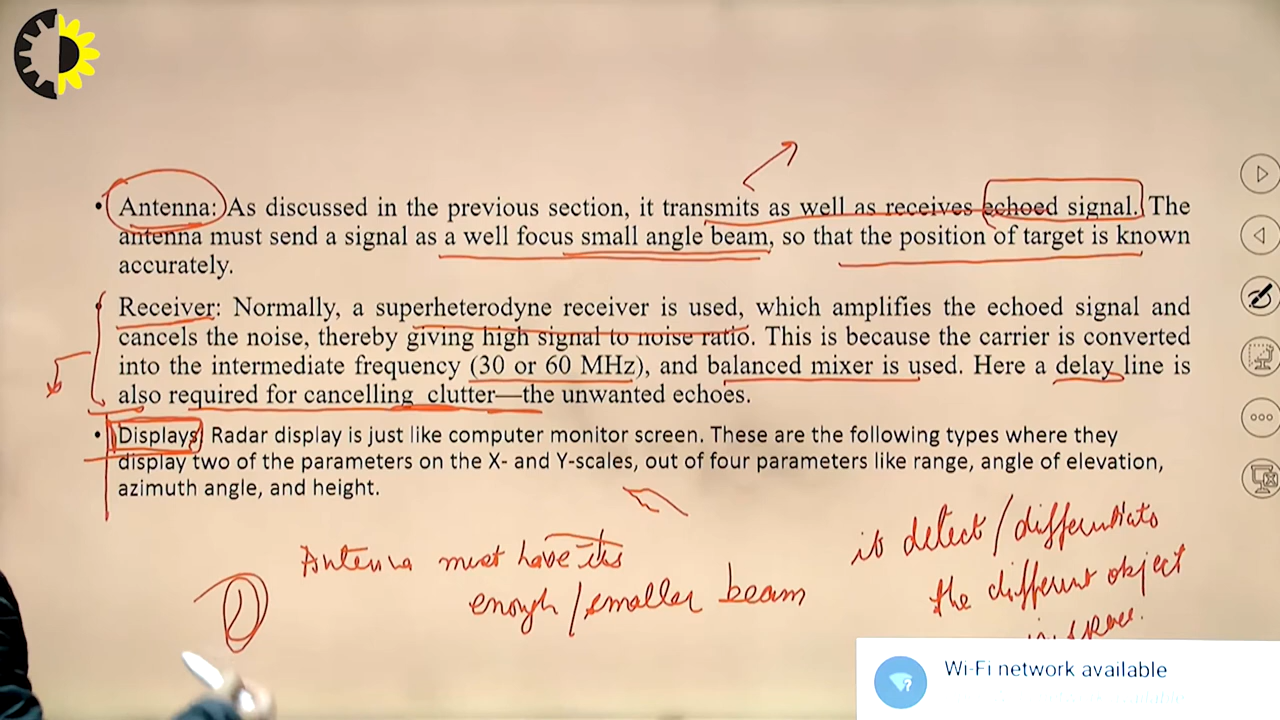 • Antenna: As discussed in the previous section, it transmits as well as receives echoed signal. The
antenna must send a signal as a well focus small angle beam, so that the position of target is known
accurately.
• Receiver: Normally, a superheterodyne receiver is used, which amplifies the echoed signal and
cancels the noise, thereby giving high signal to noise ratio. This is because the carrier is converted
into the intermediate frequency (30 or 60 MHz), and balanced mixer is used. Here a delay line is
also required for cancelling clutter—the unwanted echoes.
• Displays: Radar display is just like computer monitor screen. These are the following types where they
display two of the parameters on the X- and Y-scales, out of four parameters like range, angle of elevation,
azimuth angle, and height.
Antenna must have its
enough/smaller beam
detect/differentiate
the different object
in space.
Wi-Fi network available